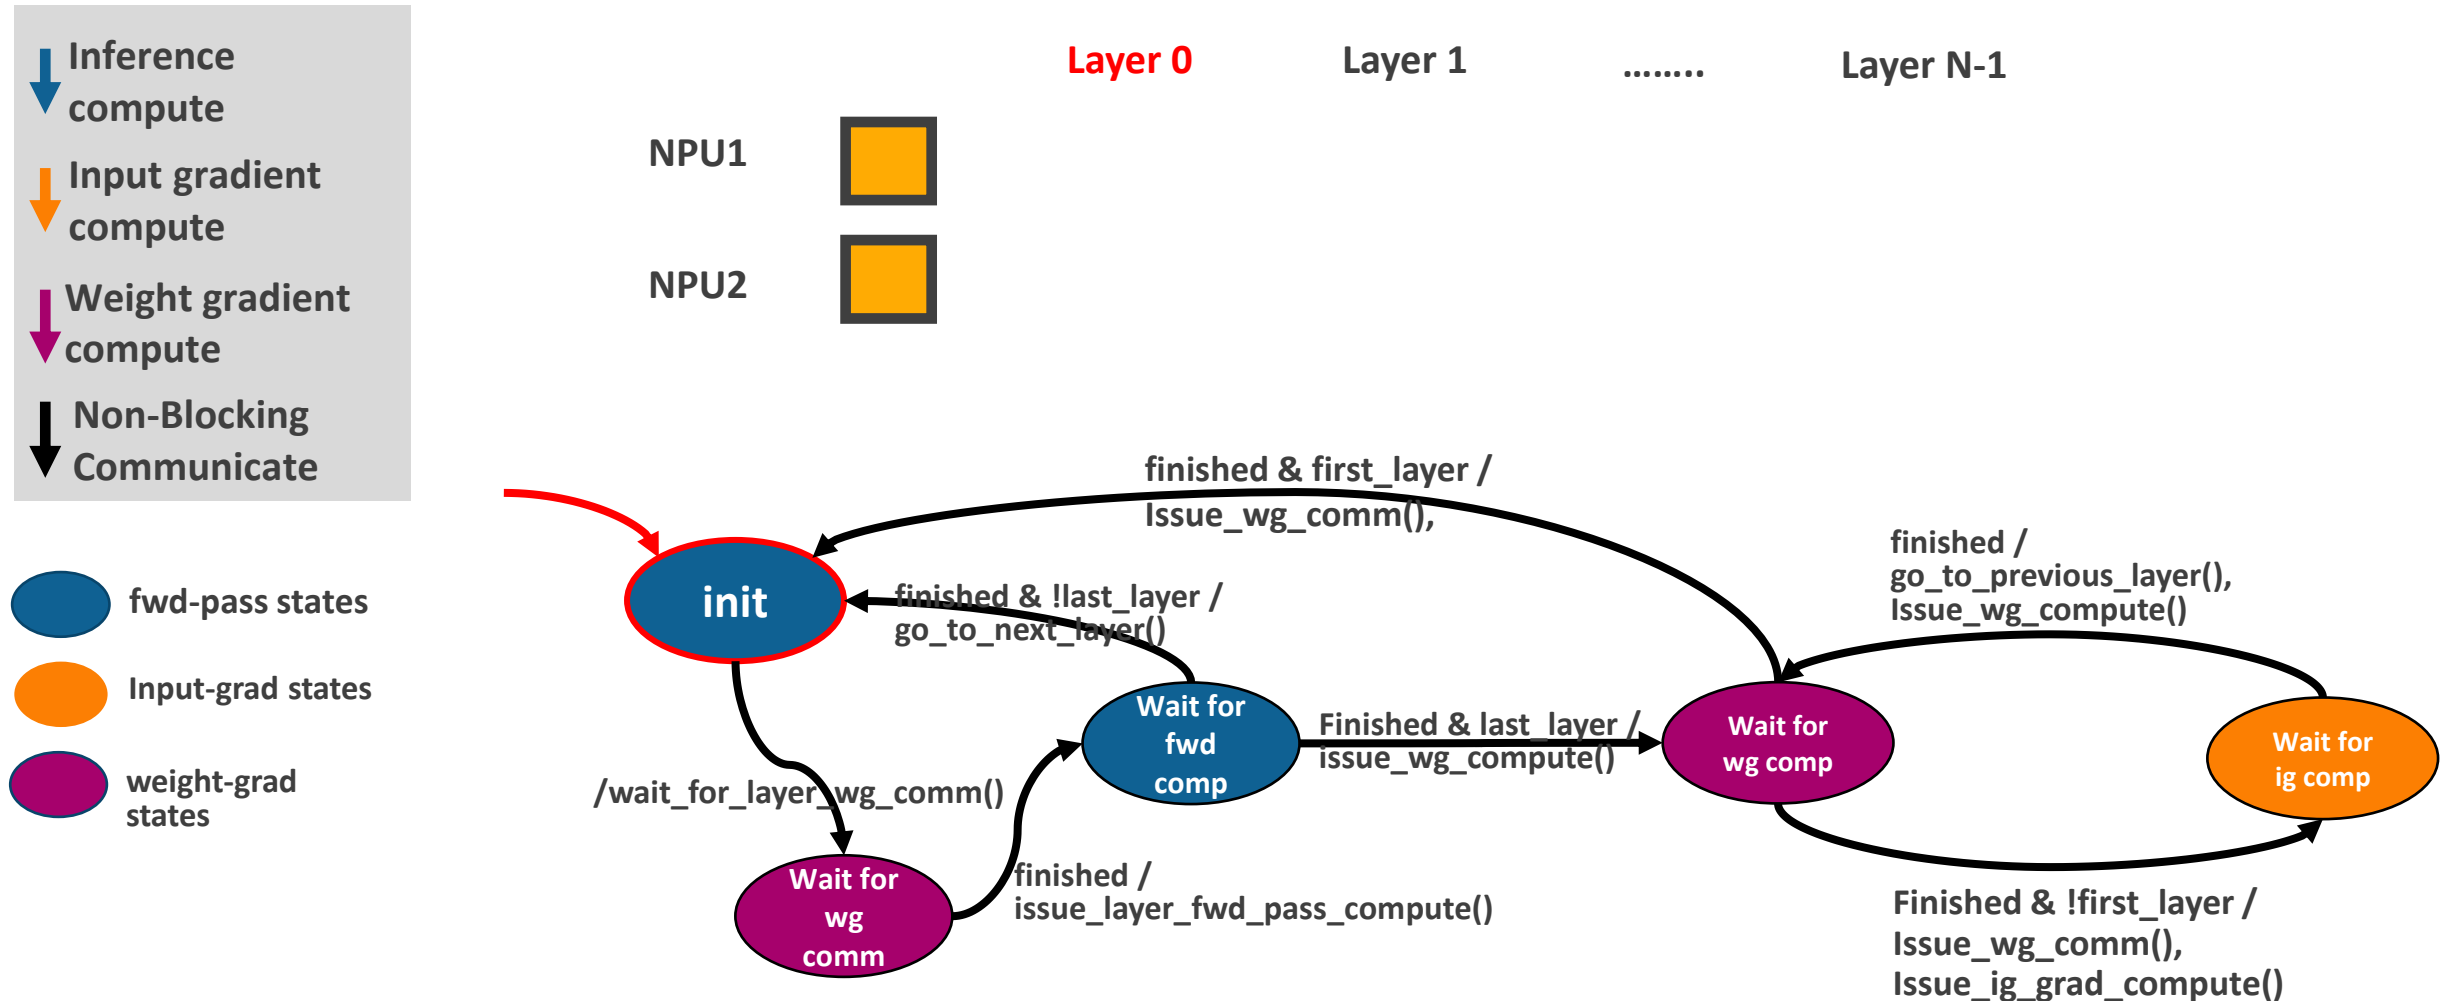 Inference
compute
Input gradient
compute
Weight gradient
compute
Non-Blocking
Communicate
fwd-pass states
Input-grad states
weight-grad
states
Layer 0
Layer 1
........
Layer N-1
NPU1
NPU2
finished & first_layer /
Issue_wg_comm(),
init
finished & !last_layer /
go_to_next_layer()
finished /
go_to_previous_layer(),
Issue_wg_compute()
Wait for
fwd
comp
Finished & last_layer /
issue_wg_compute()
Wait for
wg comp
Wait for
ig comp
/wait_for_layer_wg_comm()
Wait for
wg
comm
finished /
issue_layer_fwd_pass_compute()
Finished & !first_layer /
Issue_wg_comm(),
Issue_ig_grad_compute()